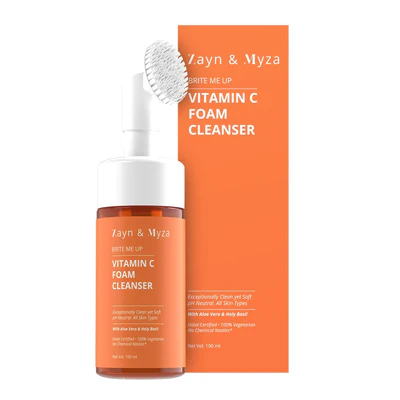 Zayn & Myza
BRITE ME UP
VITAMIN C
FOAM
CLEANSER
Exceptionally Clean yet Soft
pH Neutral. All Skin Types
With Aloe Vera & Holy Basil
Halal Certified • 100% Vegetarian
No Chemical Nasties*
Net Vol. 100 ml
Zayn & Myza
BRITE ME UP
VITAMIN C
FOAM
CLEANSER
Exceptionally Clean yet Soft
pH Neutral. All Skin Types
With Aloe Vera & Holy Basil
Halal Certified • 100% Vegetarian
No Chemical Nasties*
Net Vol. 100 ml